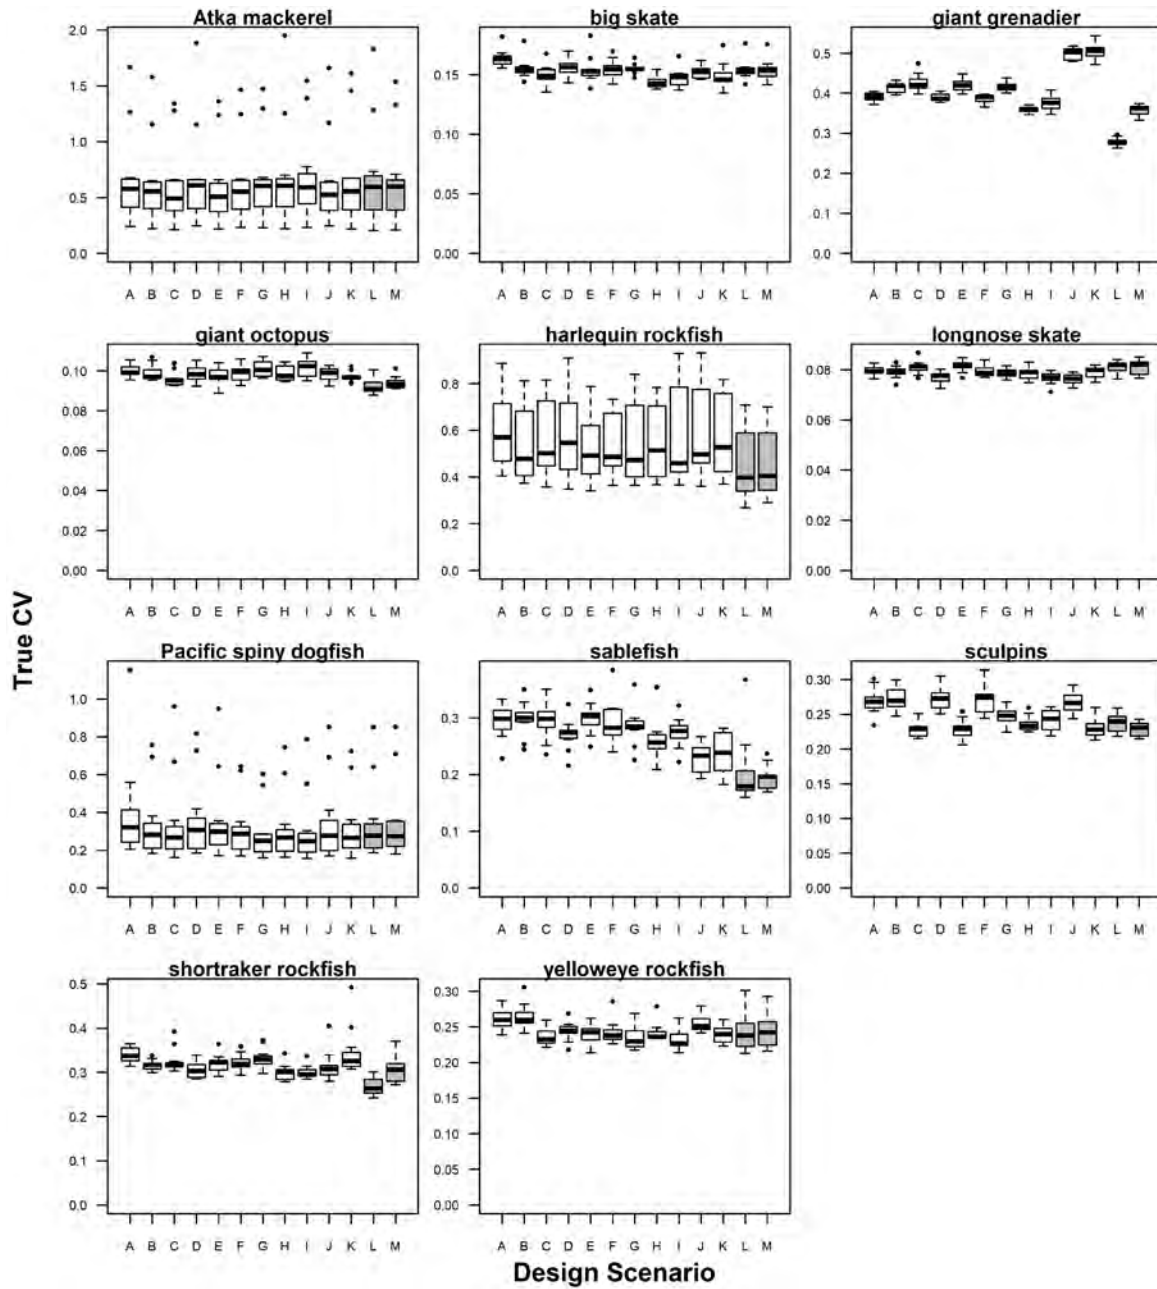 Atka mackerel
2.0
1.5
1.0
0.5
0.0
A B C D E F G H I J K L M
big skate
0.15
0.10
0.05
0.00
A B C D E F G H I J K L M
giant grenadier
0.5
0.4
0.3
0.2
0.1
0.0
A B C D E F G H I J K L M
giant octopus
0.10
0.08
0.06
0.04
0.02
0.00
A B C D E F G H I J K L M
harlequin rockfish
0.8
0.6
0.4
0.2
0.0
A B C D E F G H I J K L M
longnose skate
0.08
0.06
0.04
0.02
0.00
A B C D E F G H I J K L M
True CV
Pacific spiny dogfish
1.0
0.8
0.6
0.4
0.2
0.0
A B C D E F G H I J K L M
sablefish
0.3
0.2
0.1
0.0
A B C D E F G H I J K L M
sculpins
0.30
0.25
0.20
0.15
0.10
0.05
0.00
A B C D E F G H I J K L M
shortraker rockfish
0.5
0.4
0.3
0.2
0.1
0.0
A B C D E F G H I J K L M
yelloweye rockfish
0.30
0.25
0.20
0.15
0.10
0.05
0.00
A B C D E F G H I J K L M
Design Scenario